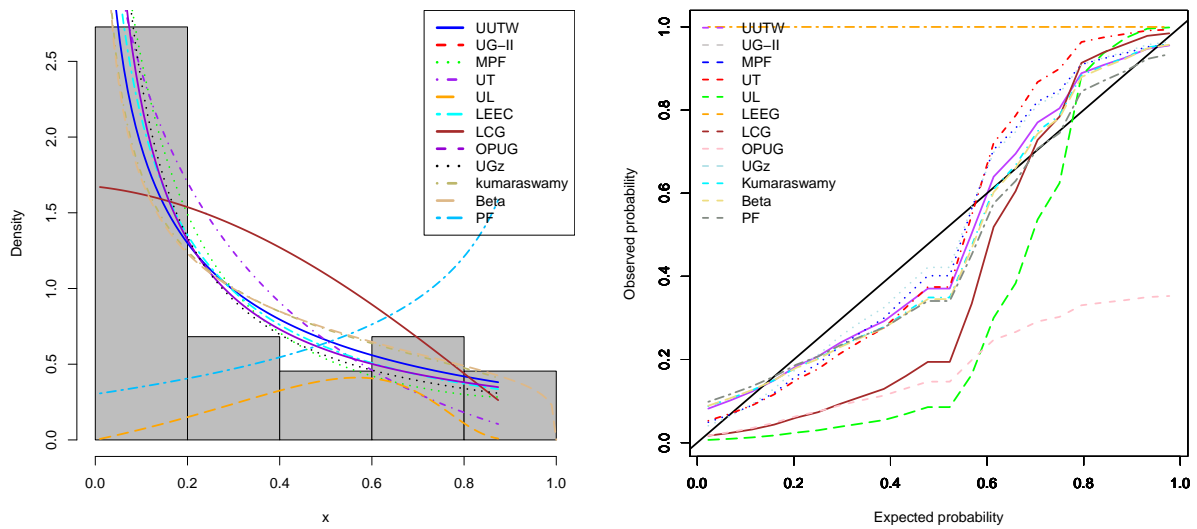 UUTW
UG-II
MPF
UT
UL
LEEC
LCG
OPUG
UGz
kumaraswamy
Beta
PF
Density
0.0
0.5
1.0
1.5
2.0
2.5
0.0
0.2
0.4
0.6
0.8
1.0
x
UUTW
UG-II
MPF
UT
UL
LEEG
LCG
OPUG
UGz
Kumaraswamy
Beta
PF
Observed probability
0.0
0.2
0.4
0.6
0.8
1.0
0.0
0.2
0.4
0.6
0.8
1.0
Expected probability